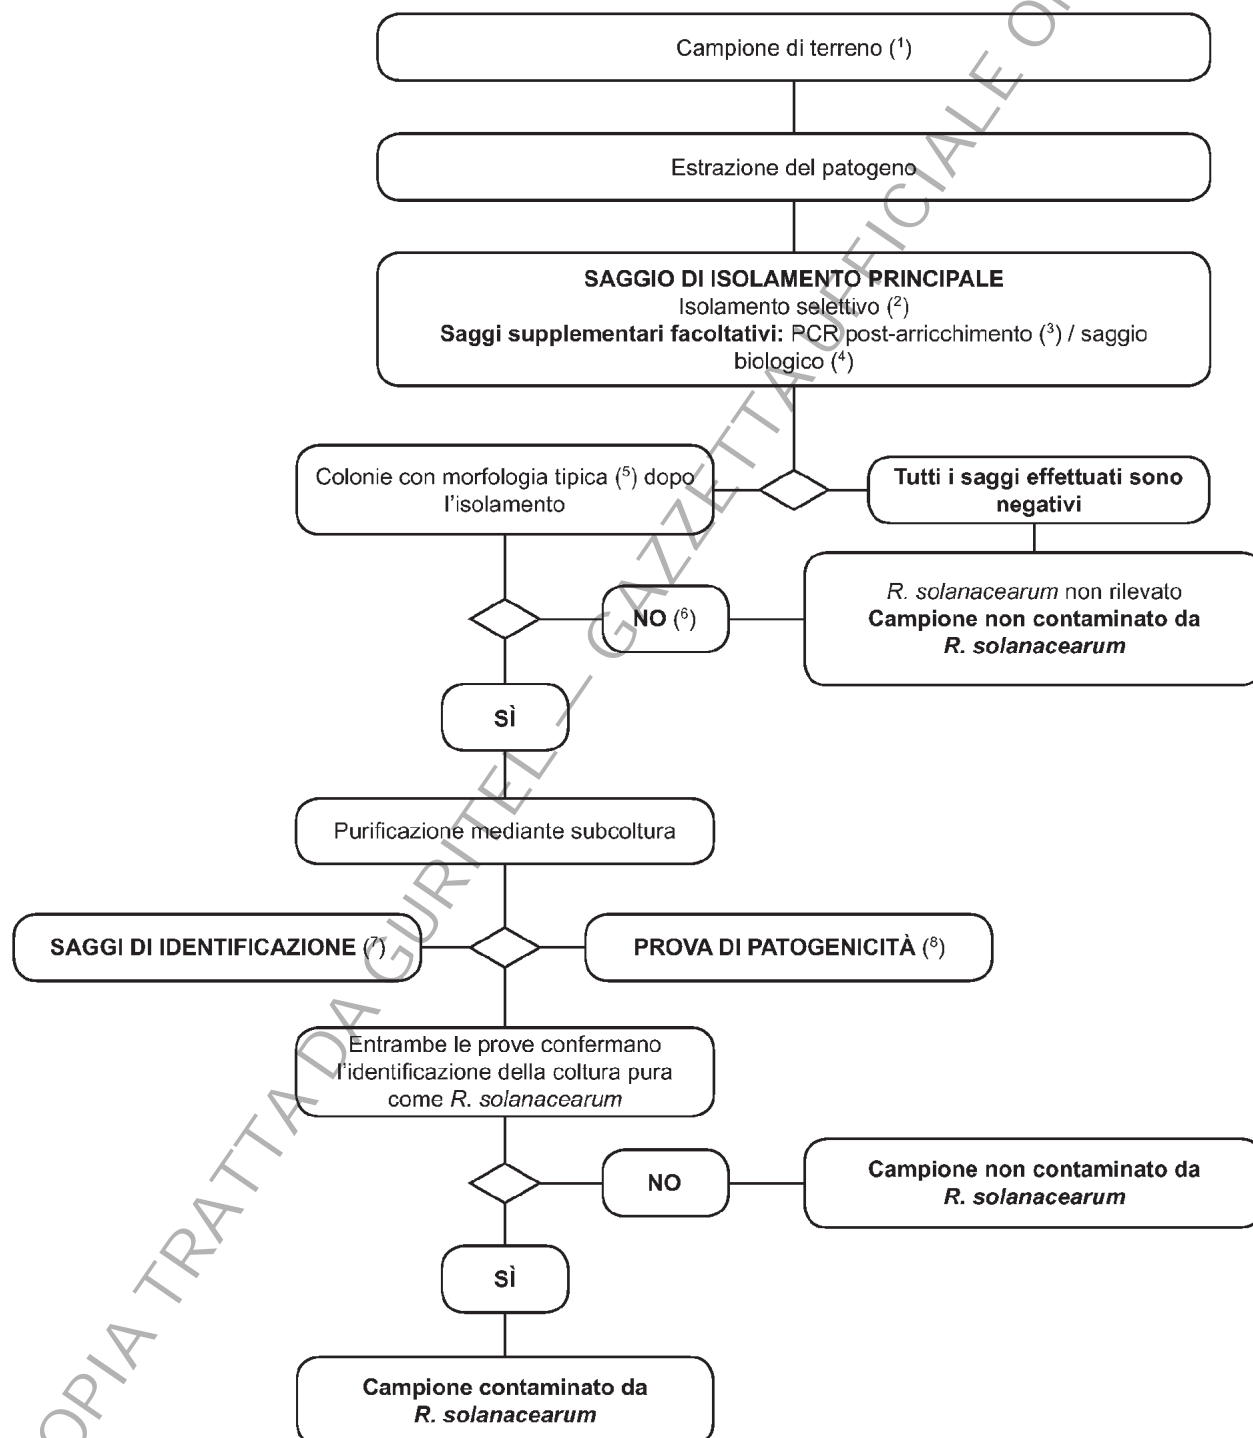 Campione di terreno (¹)
Estrazione del patogeno
SAGGIO DI ISOLAMENTO PRINCIPALE
Isolamento selettivo (²)
Saggi supplementari facoltativi: PCR post-arricchimento (³) / saggio
biologico (⁴)
Colonie con morfologia tipica (⁵) dopo
l'isolamento
Tutti i saggi effettuati sono
negativi
NO (⁶)
R. solanacearum non rilevato
Campione non contaminato da
R. solanacearum
SÌ
Purificazione mediante subcoltura
SAGGI DI IDENTIFICAZIONE (⁷)
PROVA DI PATOGENICITÀ (⁸)
Entrambe le prove confermano
l'identificazione della coltura pura
come R. solanacearum
NO
Campione non contaminato da
R. solanacearum
SÌ
Campione contaminato da
R. solanacearum
OPIA TRATTA DA GURITEL — GAZZETTA UFFICIALE